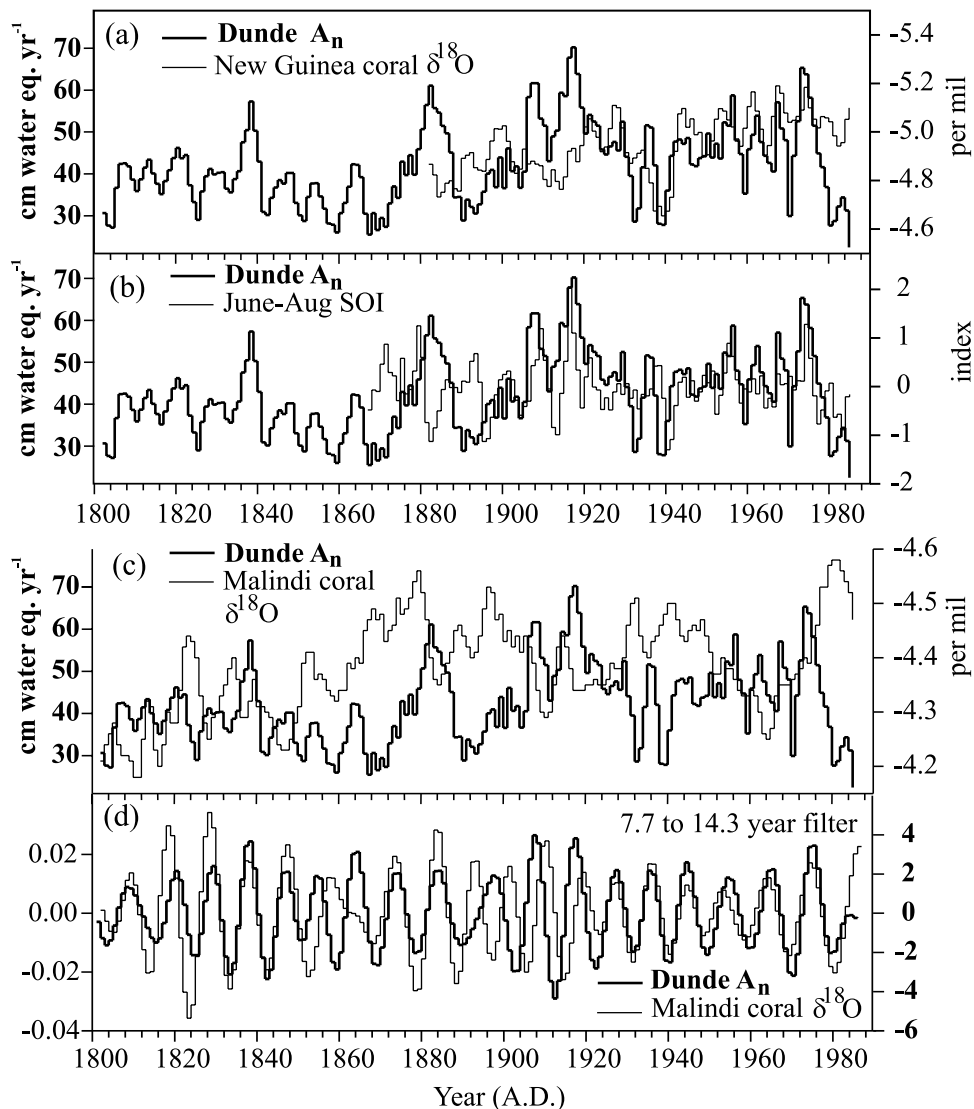 (a)
Dunde Aₙ
New Guinea coral δ¹⁸O
cm water eq. yr⁻¹
70
60
50
40
30
-5.4
-5.2
-5.0
-4.8
-4.6
per mil
(b)
Dunde Aₙ
June-Aug SOI
cm water eq. yr⁻¹
70
60
50
40
30
2
1
0
-1
-2
index
1800 1820 1840 1860 1880 1900 1920 1940 1960 1980
(c)
Dunde Aₙ
Malindi coral
δ¹⁸O
cm water eq. yr⁻¹
70
60
50
40
30
-4.6
-4.5
-4.4
-4.3
-4.2
per mil
(d)
7.7 to 14.3 year filter
0.02
0.00
-0.02
-0.04
4
2
0
-2
-4
-6
Dunde Aₙ
Malindi coral δ¹⁸O
1800 1820 1840 1860 1880 1900 1920 1940 1960 1980
Year (A.D.)